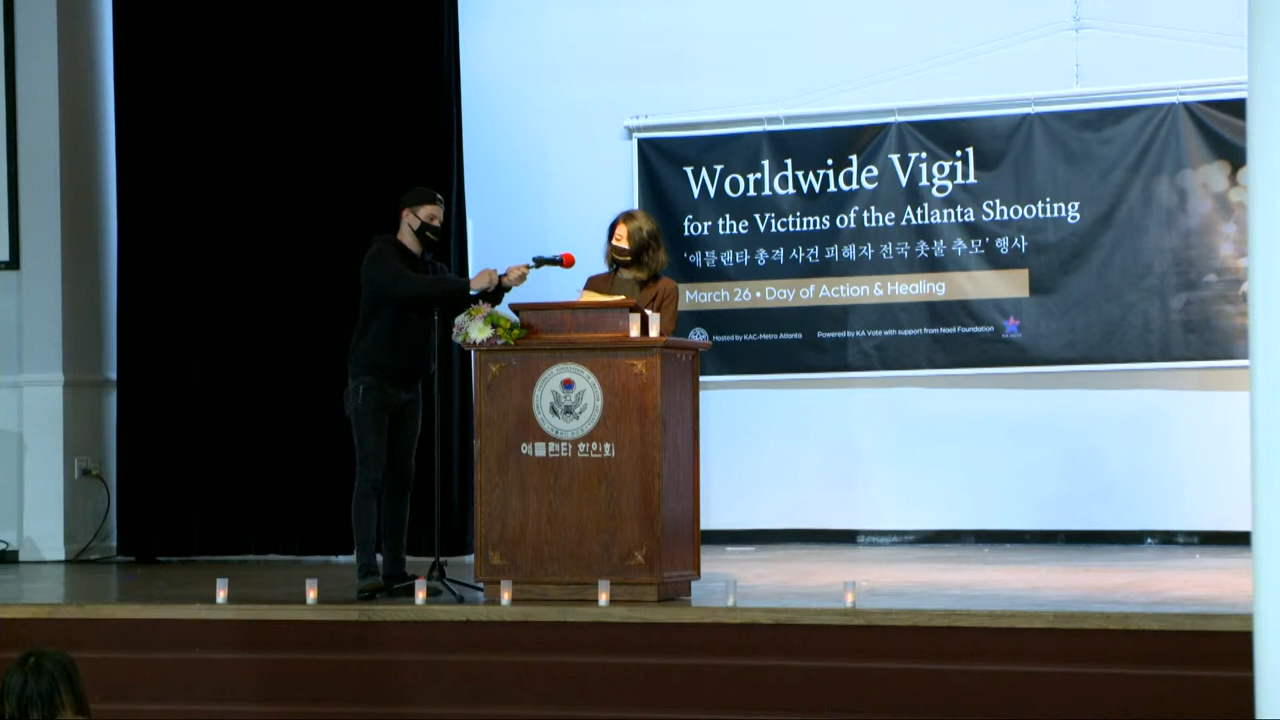 Worldwide Vigil
for the Victims of the Atlanta Shooting
'애틀랜타 총격 사건 피해자 전국 촛불 추모' 행사
March 26 • Day of Action & Healing
Hosted by KAC-Metro Atlanta
Powered by KA Vote with support from Naeil Foundation
애틀랜타 한인회